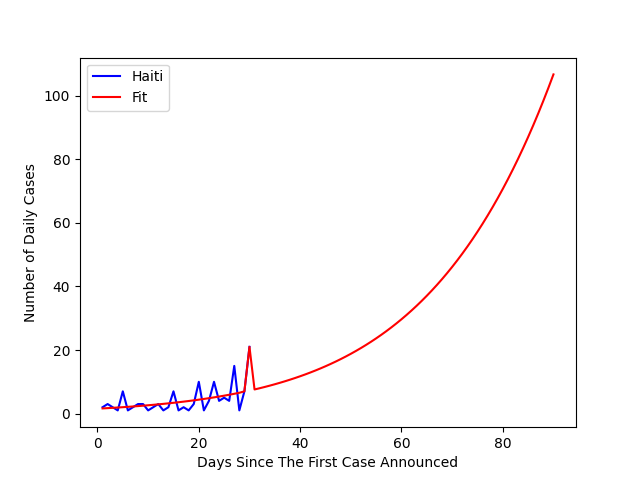 Haiti
Fit
Number of Daily Cases
100
80
60
40
20
0
0 20 40 60 80
Days Since The First Case Announced